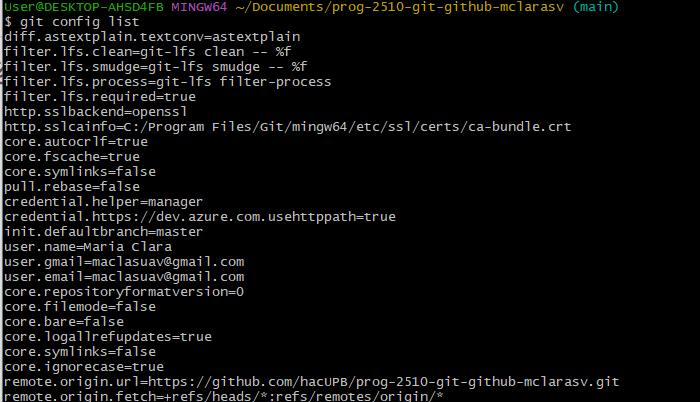 User@DESKTOP-AHSD4FB MINGW64 ~/Documents/prog-2510-git-github-mclarasv (main)
$ git config list
diff.astextplain.textconv=astextplain
filter.lfs.clean=git-lfs clean -- %f
filter.lfs.smudge=git-lfs smudge -- %f
filter.lfs.process=git-lfs filter-process
filter.lfs.required=true
http.sslbackend=openssl
http.sslcainfo=C:/Program Files/Git/mingw64/etc/ssl/certs/ca-bundle.crt
core.autocrlf=true
core.fscache=true
core.symlinks=false
pull.rebase=false
credential.helper=manager
credential.https://dev.azure.com.usehttppath=true
init.defaultbranch=master
user.name=Maria Clara
user.gmail=maclasuav@gmail.com
user.email=maclasuav@gmail.com
core.repositoryformatversion=0
core.filemode=false
core.bare=false
core.logallrefupdates=true
core.symlinks=false
core.ignorecase=true
remote.origin.url=https://github.com/hacUPB/prog-2510-git-github-mclarasv.git
remote.origin.fetch=+refs/heads/*:refs/remotes/origin/*